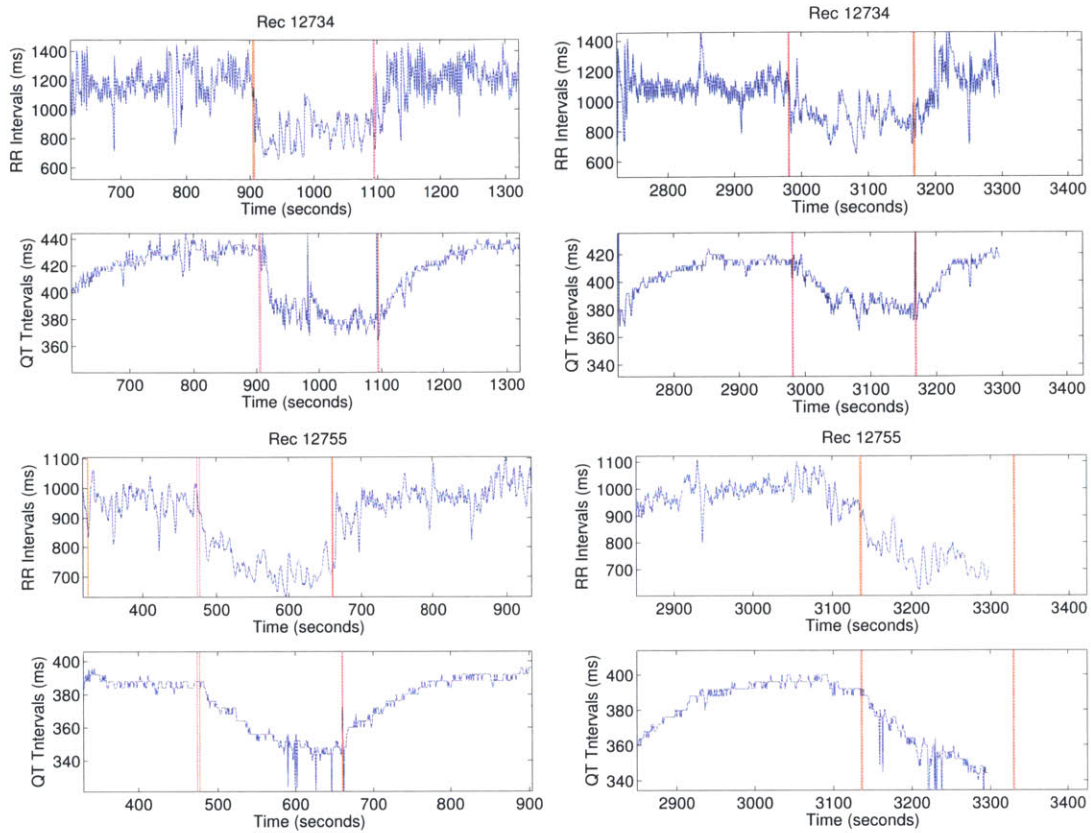 Rec 12734
RR Intervals (ms)
1400
1200
1000
800
600
700 800 900 1000 1100 1200 1300
Time (seconds)
Rec 12734
RR Intervals (ms)
1400
1200
1000
800
600
2800 2900 3000 3100 3200 3300 3400
Time (seconds)
QT Tntervals (ms)
440
420
400
380
360
700 800 900 1000 1100 1200 1300
Time (seconds)
QT Tntervals (ms)
420
400
380
360
340
2800 2900 3000 3100 3200 3300 3400
Time (seconds)
Rec 12755
RR Intervals (ms)
1100
1000
900
800
700
400 500 600 700 800 900
Time (seconds)
Rec 12755
RR Intervals (ms)
1100
1000
900
800
700
2900 3000 3100 3200 3300 3400
Time (seconds)
QT Tntervals (ms)
400
380
360
340
400 500 600 700 800 900
Time (seconds)
QT Tntervals (ms)
400
380
360
340
2900 3000 3100 3200 3300 3400
Time (seconds)